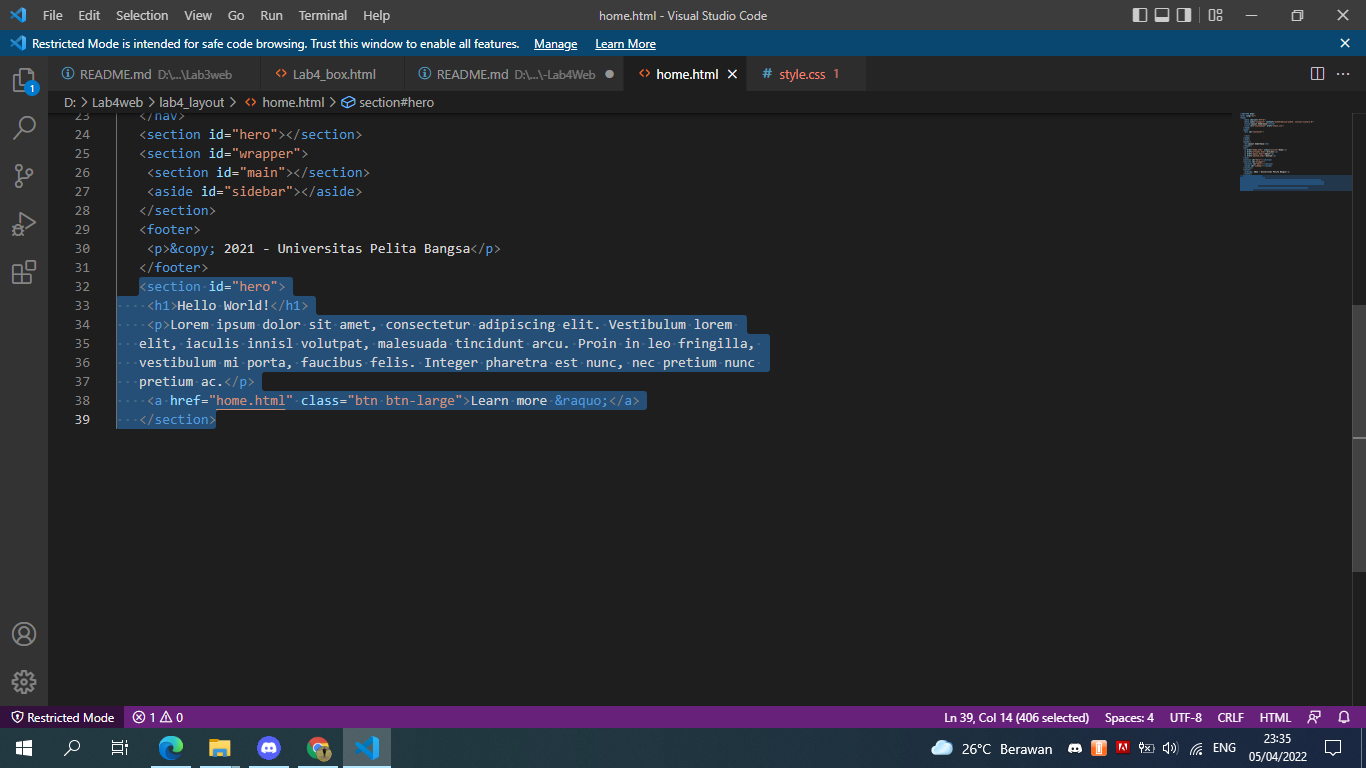 File Edit Selection View Go Run Terminal Help home.html - Visual Studio Code
Restricted Mode is intended for safe code browsing. Trust this window to enable all features. Manage Learn More
README.md D:\...\Lab3web Lab4_box.html README.md D:\...\-Lab4Web home.html # style.css 1
D: > Lab4web > lab4_layout > home.html > section#hero
1
23 </nav>
24 <section id="hero"></section>
25 <section id="wrapper">
26 <section id="main"></section>
27 <aside id="sidebar"></aside>
28 </section>
29 <footer>
30 <p>&copy; 2021 - Universitas Pelita Bangsa</p>
31 </footer>
32 <section id="hero">
33 <h1>Hello World!</h1>
34 <p>Lorem ipsum dolor sit amet, consectetur adipiscing elit. Vestibulum lorem
35 elit, iaculis innisl volutpat, malesuada tincidunt arcu. Proin in leo fringilla,
36 vestibulum mi porta, faucibus felis. Integer pharetra est nunc, nec pretium nunc
37 pretium ac.</p>
38 <a href="home.html" class="btn btn-large">Learn more &raquo;</a>
39 </section>
Restricted Mode 1 0 Ln 39, Col 14 (406 selected) Spaces: 4 UTF-8 CRLF HTML
26°C Berawan ENG 23:35
05/04/2022